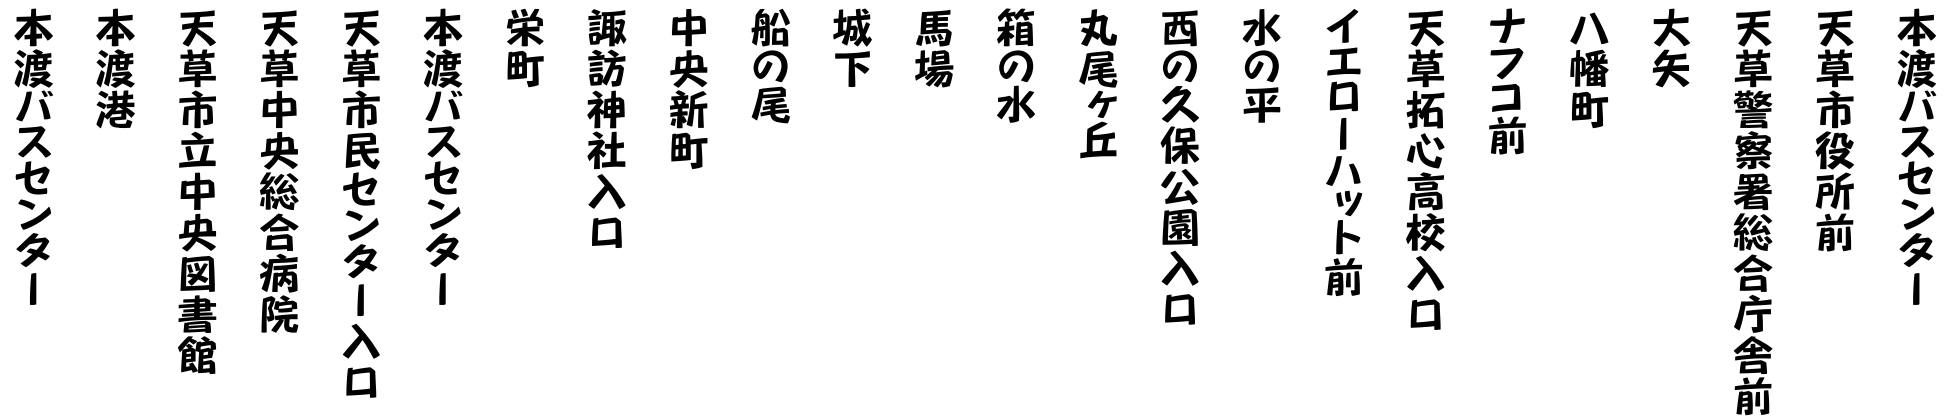 本渡バスセンター
天草市役所前
天草警察署総合庁舎前
大矢
八幡町
ナフコ前
天草拓心高校入口
イエローハット前
水の平
西の久保公園入口
丸尾ヶ丘
箱の水
馬場
城下
船の尾
中央新町
諏訪神社入口
栄町
本渡バスセンター
天草市民センター入口
天草中央総合病院
天草市立中央図書館
本渡港
本渡バスセンター